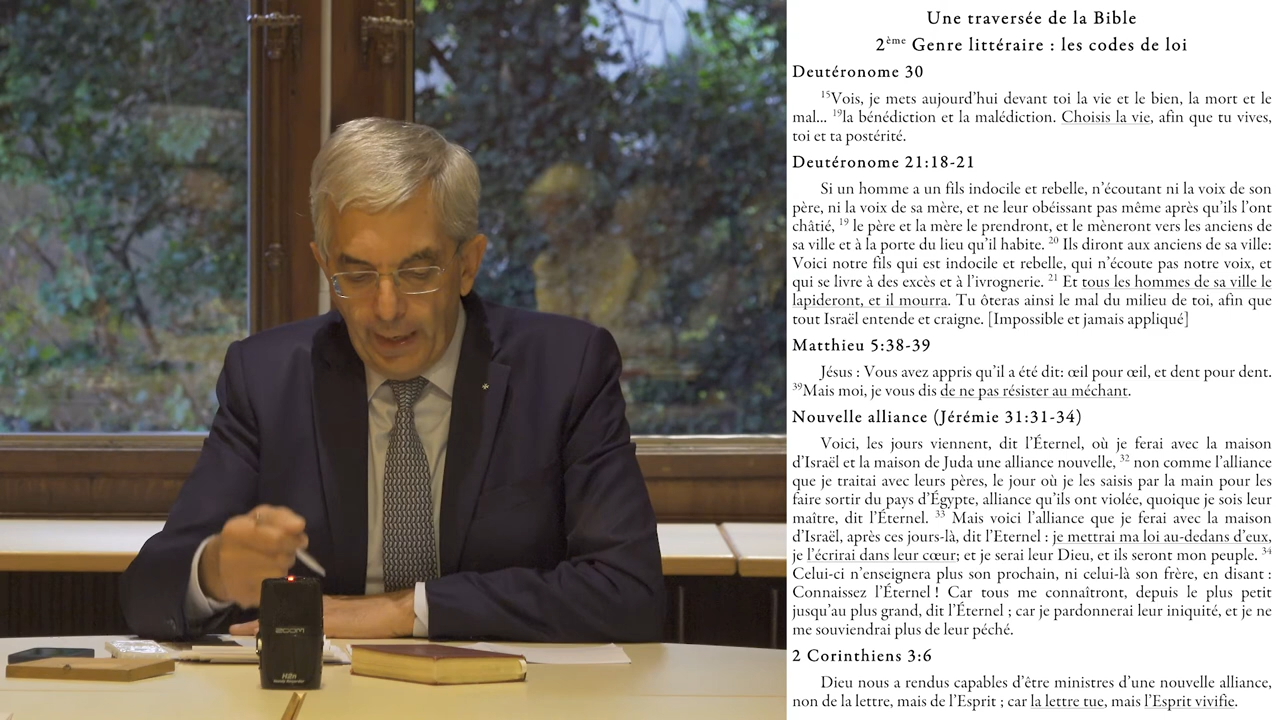 Une traversée de la Bible
2ème Genre littéraire : les codes de loi
Deutéronome 30
15Vois, je mets aujourd'hui devant toi la vie et le bien, la mort et le
mal... 19la bénédiction et la malédiction. Choisis la vie, afin que tu vives,
toi et ta postérité.
Deutéronome 21:18-21
Si un homme a un fils indocile et rebelle, n'écoutant ni la voix de son
père, ni la voix de sa mère, et ne leur obéissant pas même après qu'ils l'ont
châtié, 19 le père et la mère le prendront, et le mèneront vers les anciens de
sa ville et à la porte du lieu qu'il habite. 20 Ils diront aux anciens de sa ville:
Voici notre fils qui est indocile et rebelle, qui n'écoute pas notre voix, et
qui se livre à des excès et à l'ivrognerie. 21 Et tous les hommes de sa ville le
lapideront, et il mourra. Tu ôteras ainsi le mal du milieu de toi, afin que
tout Israël entende et craigne. [Impossible et jamais appliqué]
Matthieu 5:38-39
Jésus : Vous avez appris qu'il a été dit: œil pour œil, et dent pour dent.
39Mais moi, je vous dis de ne pas résister au méchant.
Nouvelle alliance (Jérémie 31:31-34)
Voici, les jours viennent, dit l'Éternel, où je ferai avec la maison
d'Israël et la maison de Juda une alliance nouvelle, 32 non comme l'alliance
que je traitai avec leurs pères, le jour où je les saisis par la main pour les
faire sortir du pays d'Égypte, alliance qu'ils ont violée, quoique je sois leur
maître, dit l'Éternel. 33 Mais voici l'alliance que je ferai avec la maison
d'Israël, après ces jours-là, dit l'Eternel : je mettrai ma loi au-dedans d'eux,
je l'écrirai dans leur cœur; et je serai leur Dieu, et ils seront mon peuple. 34
Celui-ci n'enseignera plus son prochain, ni celui-là son frère, en disant :
Connaissez l'Éternel ! Car tous me connaîtront, depuis le plus petit
jusqu'au plus grand, dit l'Éternel ; car je pardonnerai leur iniquité, et je ne
me souviendrai plus de leur péché.
2 Corinthiens 3:6
Dieu nous a rendus capables d'être ministres d'une nouvelle alliance,
non de la lettre, mais de l'Esprit ; car la lettre tue, mais l'Esprit vivifie.
zoom
H2n